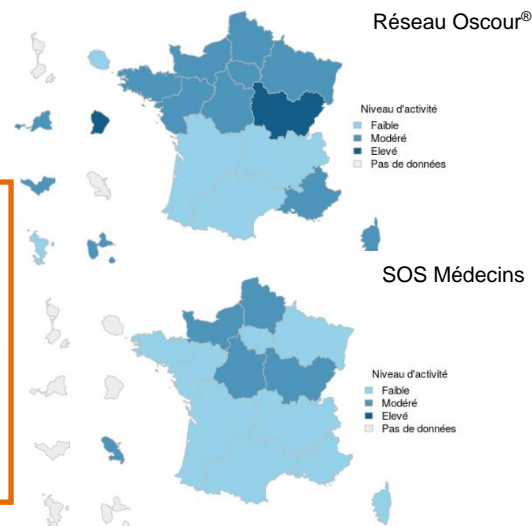 Réseau Oscour®
Niveau d'activité
Faible
Modéré
Elevé
Pas de données
SOS Médecins
Niveau d'activité
Faible
Modéré
Elevé
Pas de données